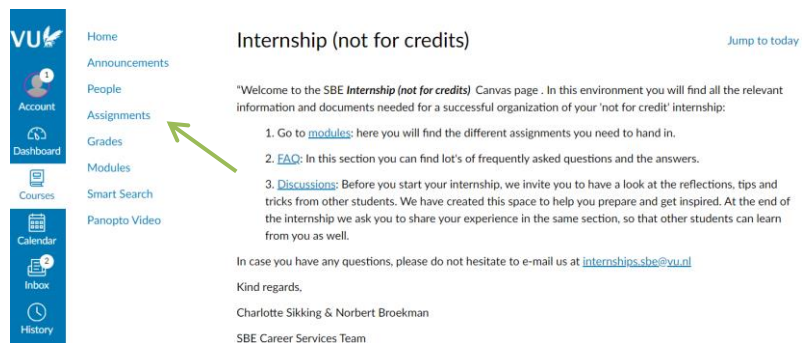 VU
1
Account
Dashboard
Courses
Calendar
2
Inbox
History
Home
Announcements
People
Assignments
Grades
Modules
Smart Search
Panopto Video
Internship (not for credits)
Jump to today
"Welcome to the SBE Internship (not for credits) Canvas page . In this environment you will find all the relevant
information and documents needed for a successful organization of your 'not for credit' internship:
1. Go to modules: here you will find the different assignments you need to hand in.
2. FAQ: In this section you can find lot's of frequently asked questions and the answers.
3. Discussions: Before you start your internship, we invite you to have a look at the reflections, tips and
tricks from other students. We have created this space to help you prepare and get inspired. At the end of
the internship we ask you to share your experience in the same section, so that other students can learn
from you as well.
In case you have any questions, please do not hesitate to e-mail us at internships.sbe@vu.nl
Kind regards,
Charlotte Sikking & Norbert Broekman
SBE Career Services Team